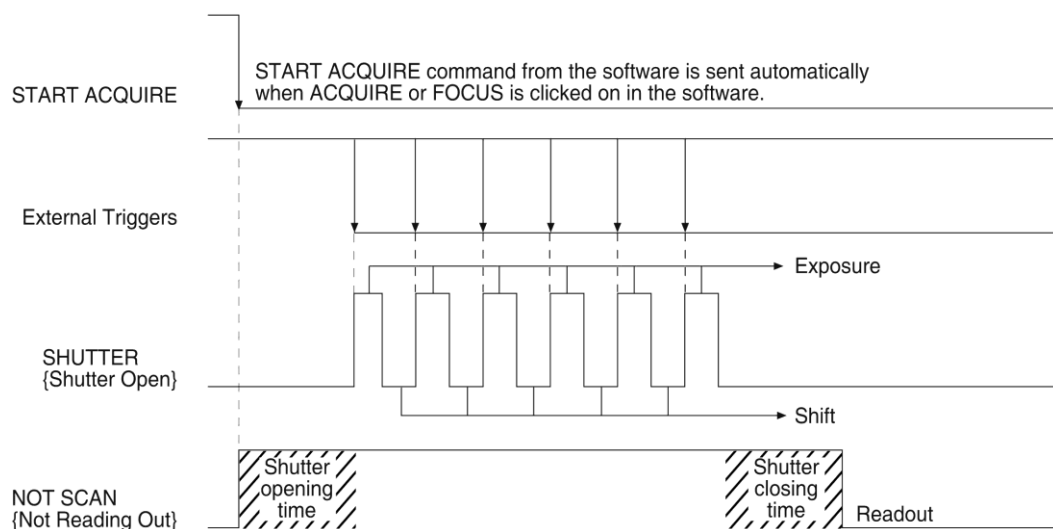 START ACQUIRE command from the software is sent automatically
when ACQUIRE or FOCUS is clicked on in the software.
START ACQUIRE
External Triggers
Exposure
SHUTTER
{Shutter Open}
Shift
Shutter
opening
time
Shutter
closing
time
NOT SCAN
{Not Reading Out}
Readout